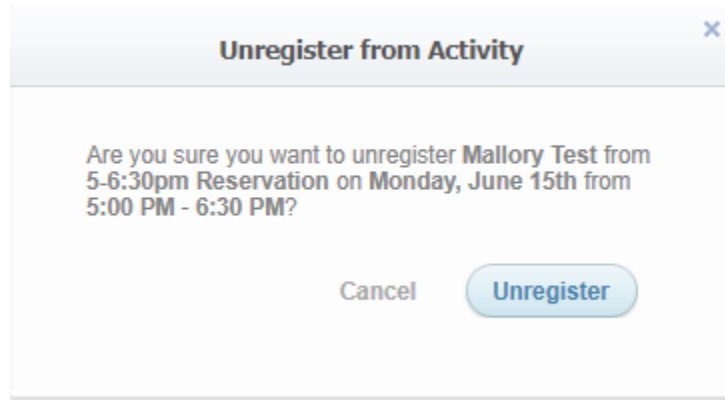 Unregister from Activity
Are you sure you want to unregister Mallory Test from
5-6:30pm Reservation on Monday, June 15th from
5:00 PM - 6:30 PM?
Cancel Unregister